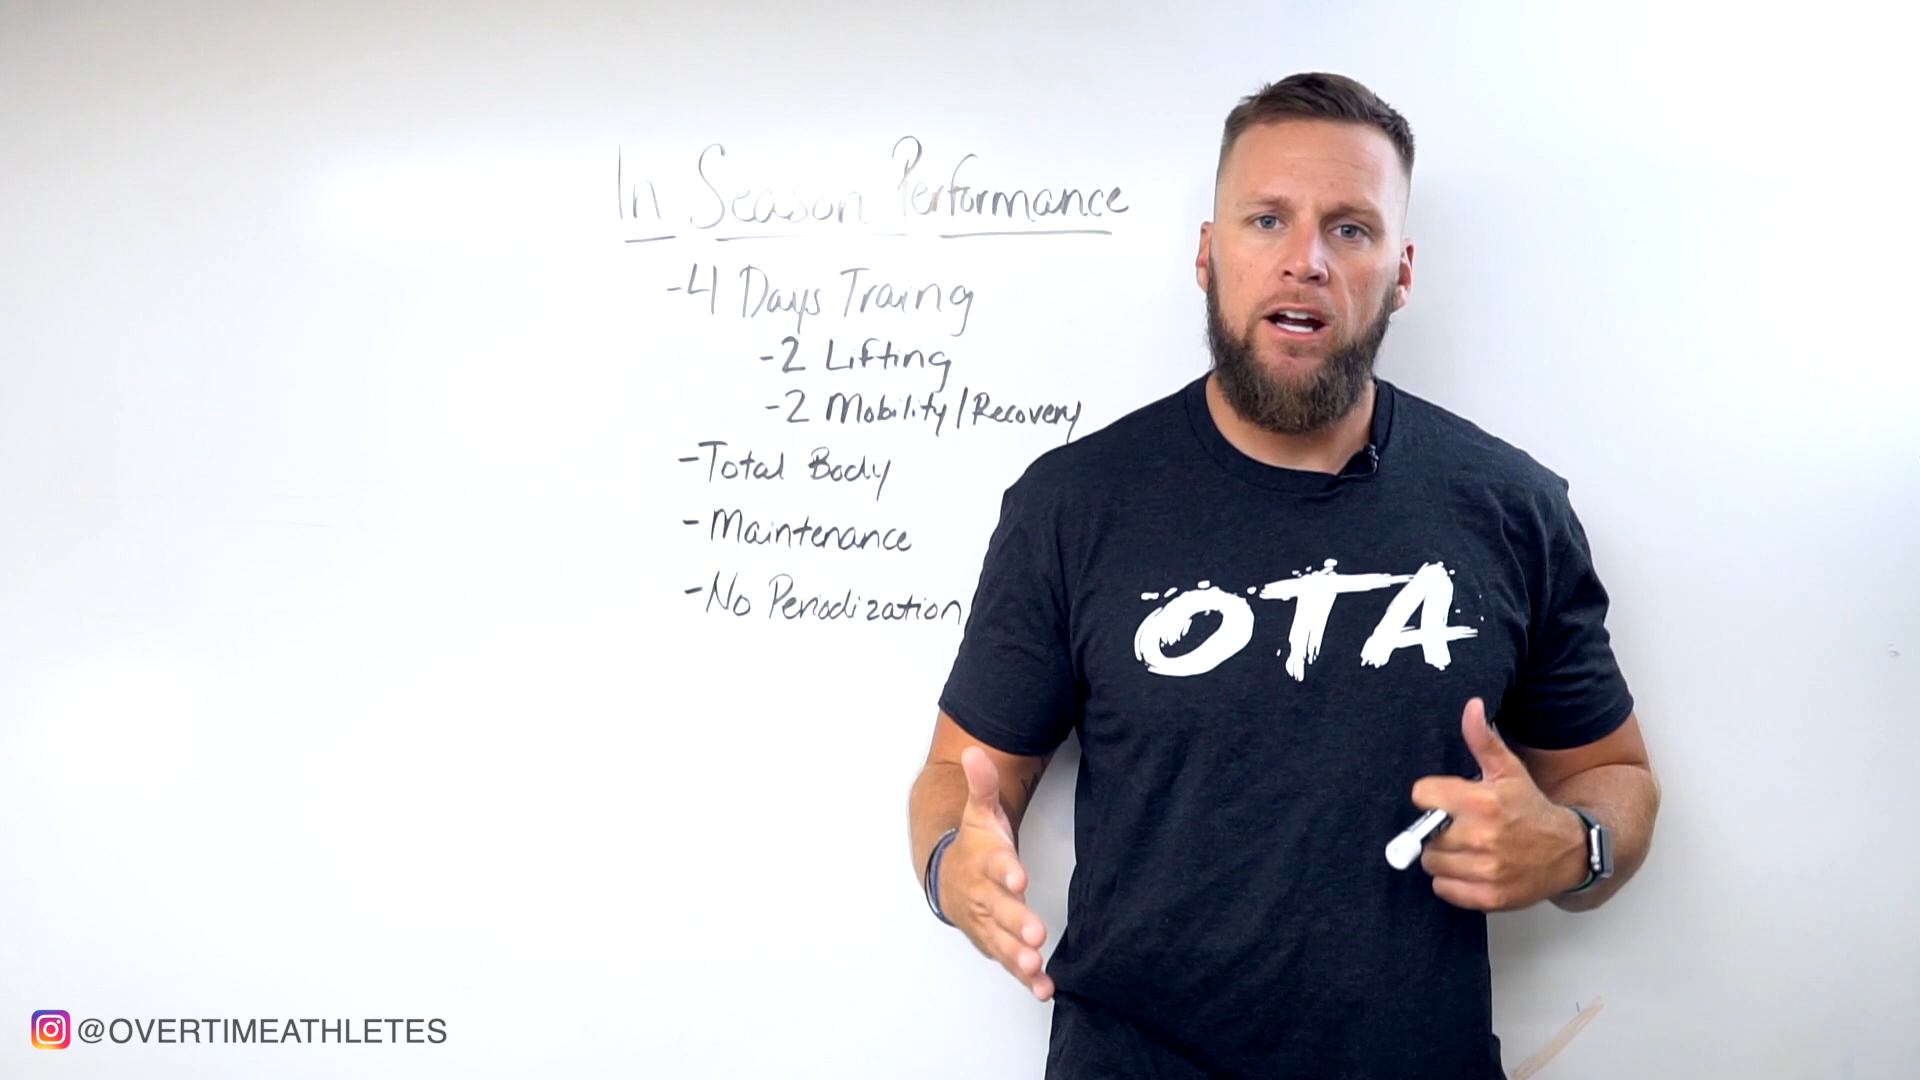 In Season Performance
-4 Days Traing
-2 Lifting
-2 Mobility/Recovery
-Total Body
-Maintenance
-No Periodization
OTA
@OVERTIMEATHLETES